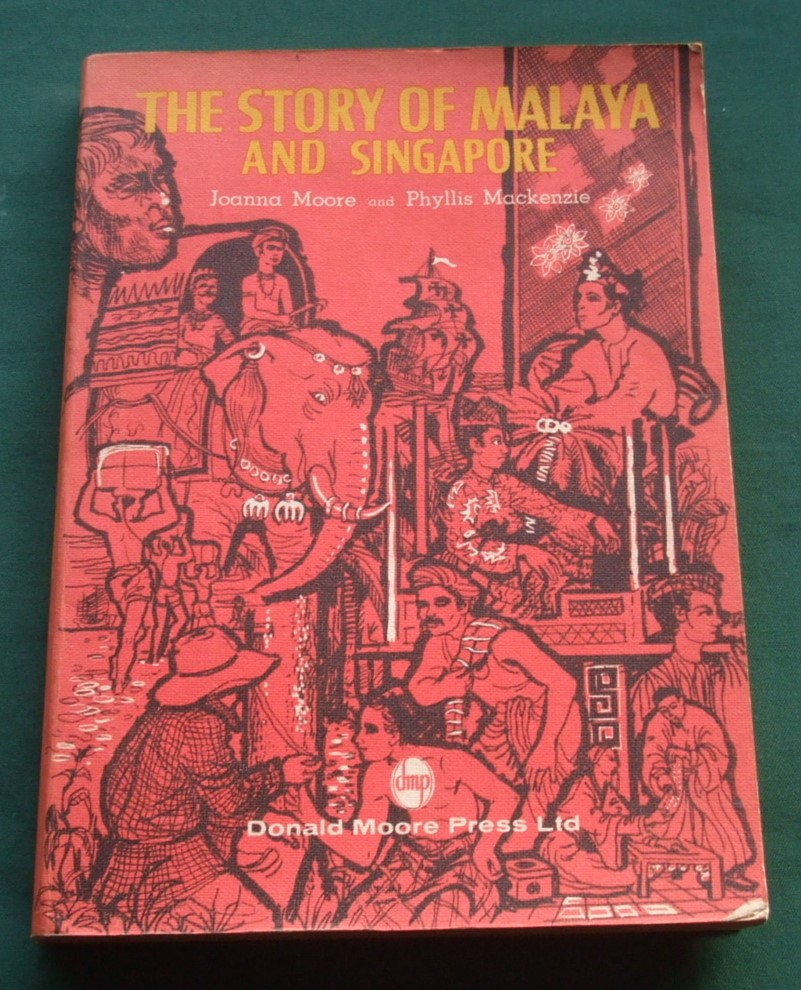 THE STORY OF MALAYA
AND SINGAPORE
Joanna Moore and Phyllis Mackenzie
dmp
Donald Moore Press Ltd